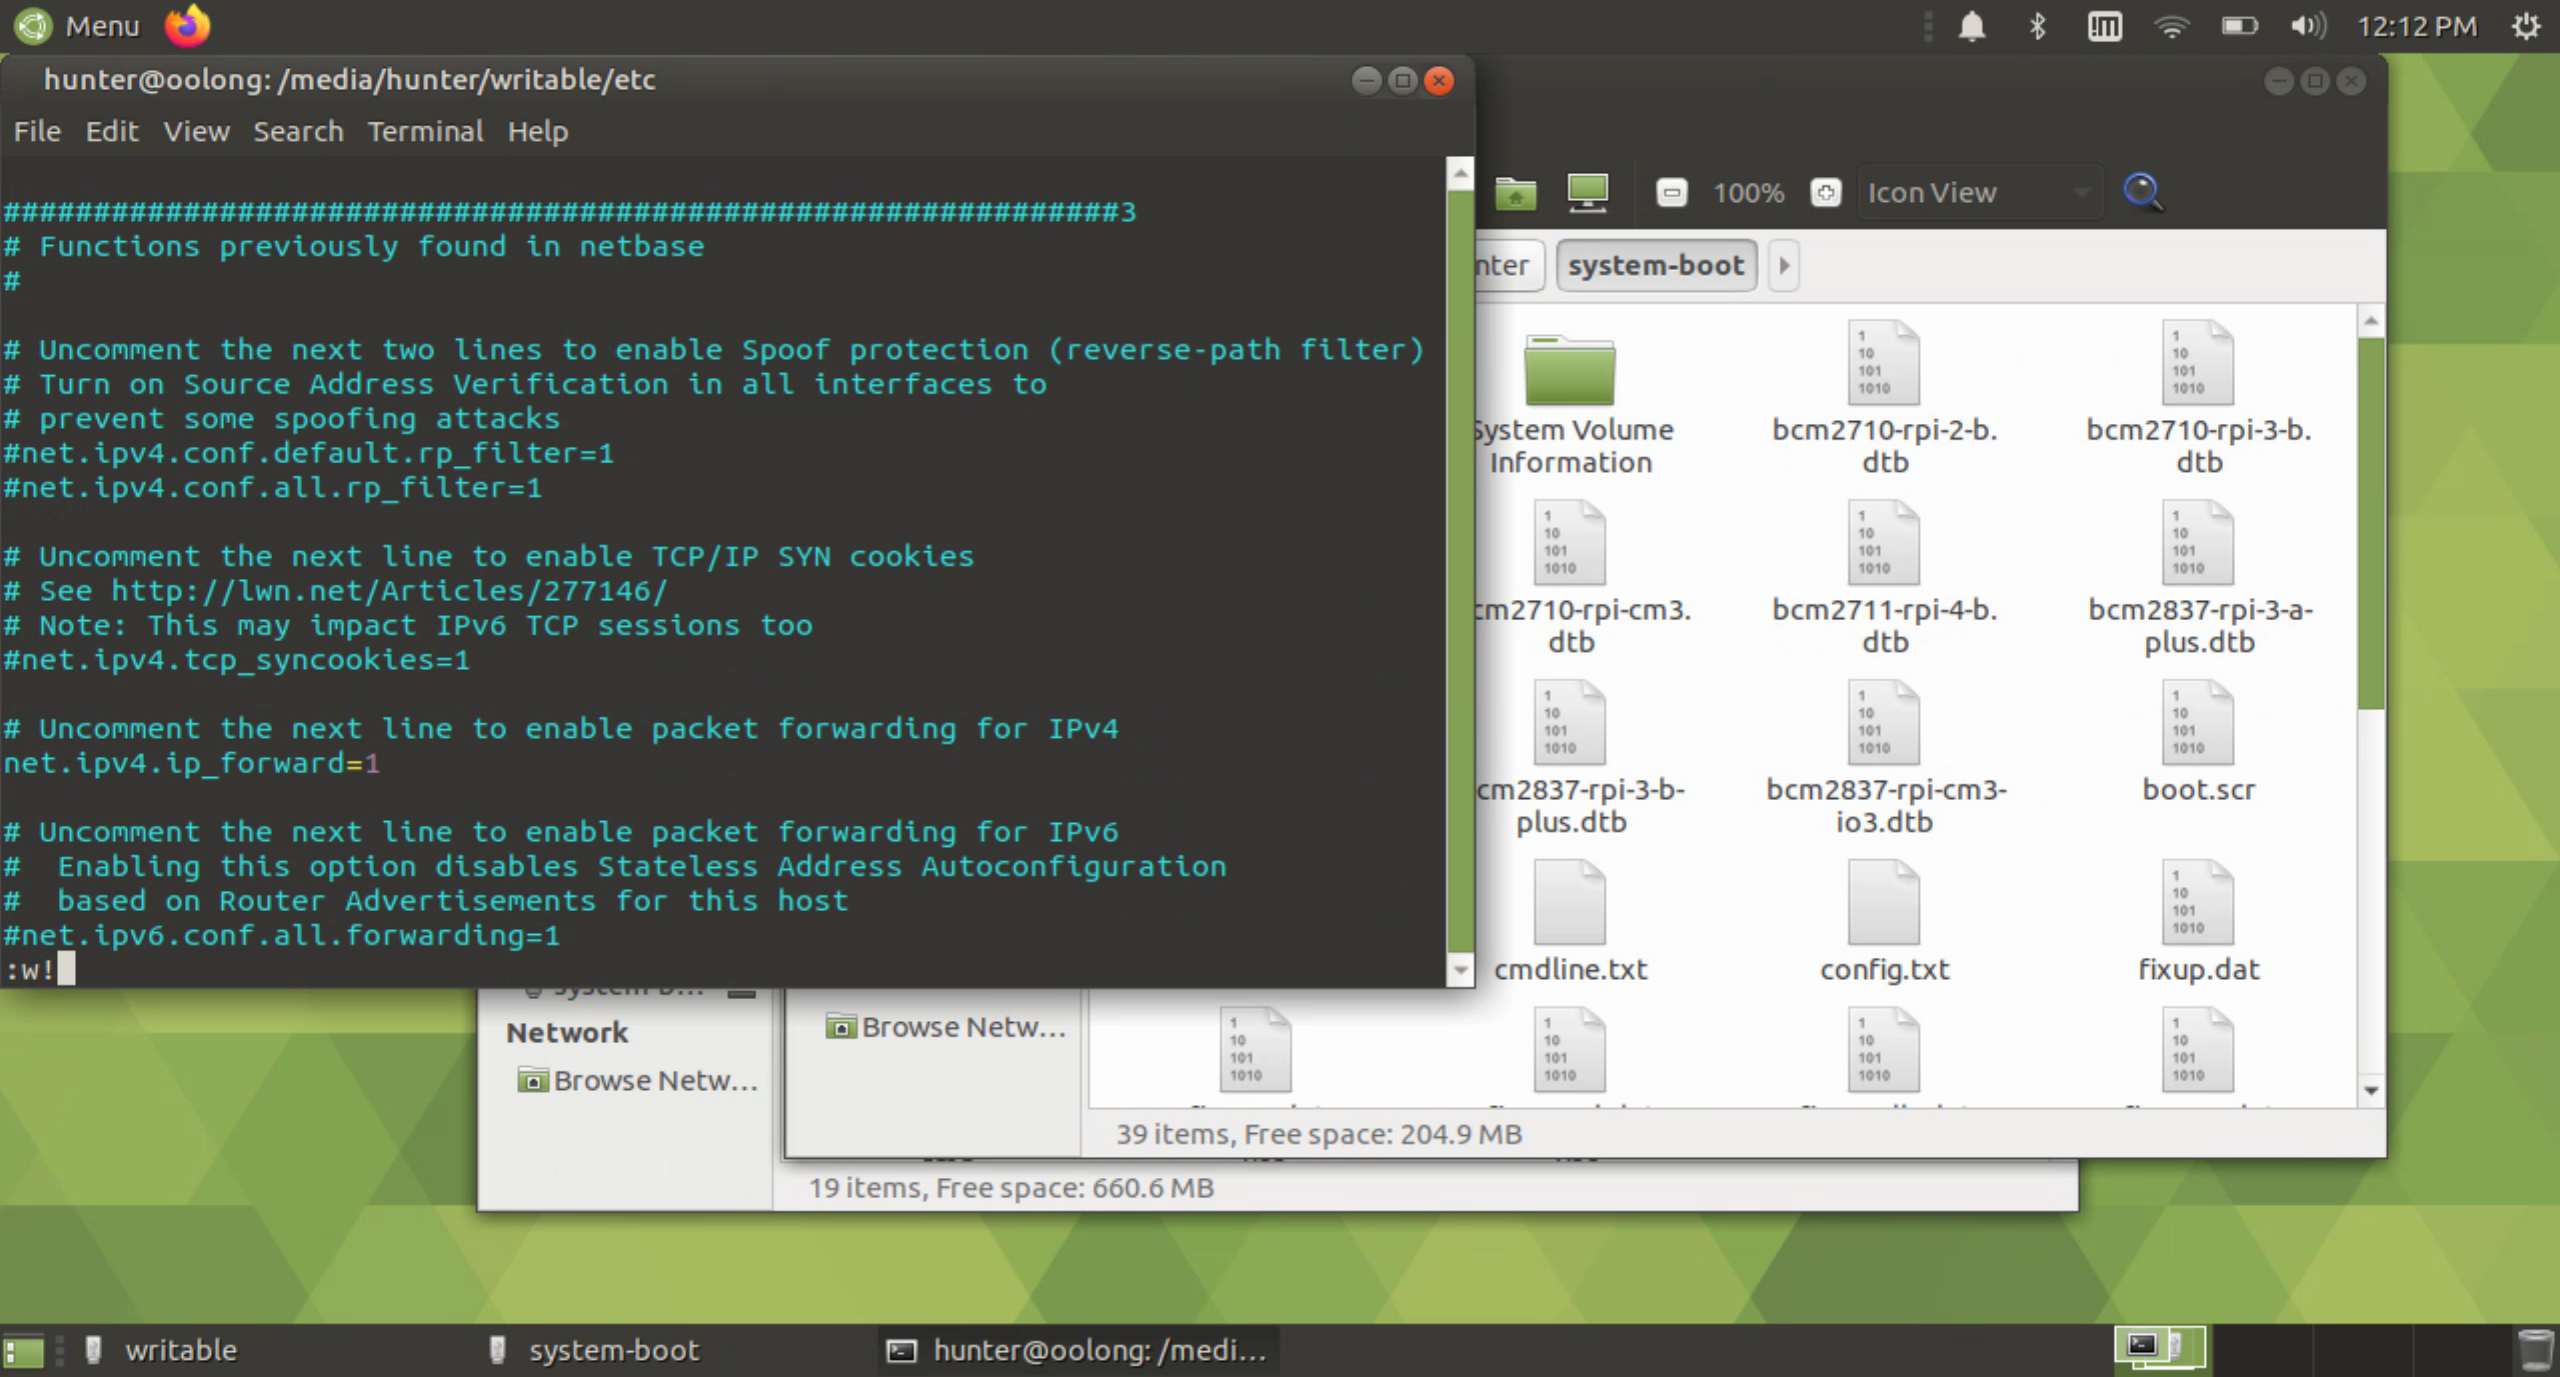 Menu
12:12 PM
hunter@oolong: /media/hunter/writable/etc
File Edit View Search Terminal Help
##############################################################3
# Functions previously found in netbase
#
# Uncomment the next two lines to enable Spoof protection (reverse-path filter)
# Turn on Source Address Verification in all interfaces to
# prevent some spoofing attacks
#net.ipv4.conf.default.rp_filter=1
#net.ipv4.conf.all.rp_filter=1
# Uncomment the next line to enable TCP/IP SYN cookies
# See http://lwn.net/Articles/277146/
# Note: This may impact IPv6 TCP sessions too
#net.ipv4.tcp_syncookies=1
# Uncomment the next line to enable packet forwarding for IPv4
net.ipv4.ip_forward=1
# Uncomment the next line to enable packet forwarding for IPv6
#  Enabling this option disables Stateless Address Autoconfiguration
#  based on Router Advertisements for this host
#net.ipv6.conf.all.forwarding=1
:w!
100% Icon View
nter system-boot
System Volume
Information
bcm2710-rpi-2-b.
dtb
bcm2710-rpi-3-b.
dtb
cm2710-rpi-cm3.
dtb
bcm2711-rpi-4-b.
dtb
bcm2837-rpi-3-a-
plus.dtb
cm2837-rpi-3-b-
plus.dtb
bcm2837-rpi-cm3-
io3.dtb
boot.scr
cmdline.txt
config.txt
fixup.dat
Browse Netw...
39 items, Free space: 204.9 MB
Network
Browse Netw...
19 items, Free space: 660.6 MB
writable
system-boot
hunter@oolong: /medi...